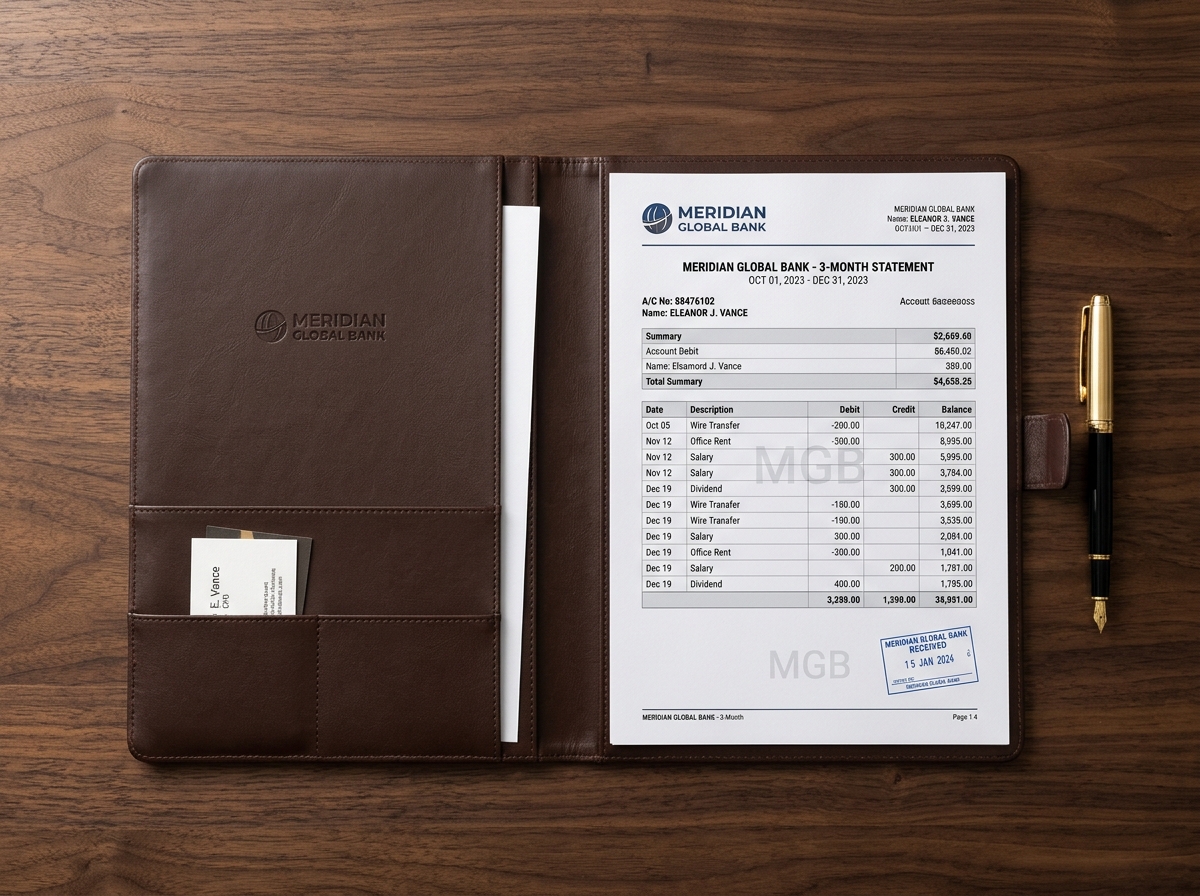 MERIDIAN
GLOBAL BANK
E. Vance
MERIDIAN
GLOBAL BANK
MERIDIAN GLOBAL BANK
Name: ELEANOR 3. VANCE
– DEC 31, 2023
MERIDIAN GLOBAL BANK - 3-MONTH STATEMENT
OCT 01, 2023 - DEC 31, 2023
A/C No: 88476102
Account
Name: ELEANOR J. VANCE
Summary $2,669.60
Account Debit $6,450.02
Name: Elsamord J. Vance 380.00
Total Summary $4,658.25
Date Description Debit Credit Balance
Oct 05 Wire Transfer -200.00 18,247.00
Nov 12 Office Rent -300.00 8,995.00
Nov 12 Salary 300.00 5,995.00
Nov 12 Salary 300.00 3,784.00
Dec 19 Dividend 300.00 3,599.00
Dec 19 Wire Transfer -160.00 3,695.00
Dec 19 Wire Transfer -190.00 3,535.00
Dec 19 Salary 300.00 2,084.00
Dec 19 Office Rent -300.00 1,041.00
Dec 19 Salary 200.00 1,781.00
Dec 19 Dividend 400.00 1,795.00
3,289.00 1,398.00 38,951.00
MGB
MGB
MERIDIAN GLORAL BANK
RECEIVED
15 JAN 2024
MERIDIAN GLOBAL BANK - 3-Month
Page 1.4